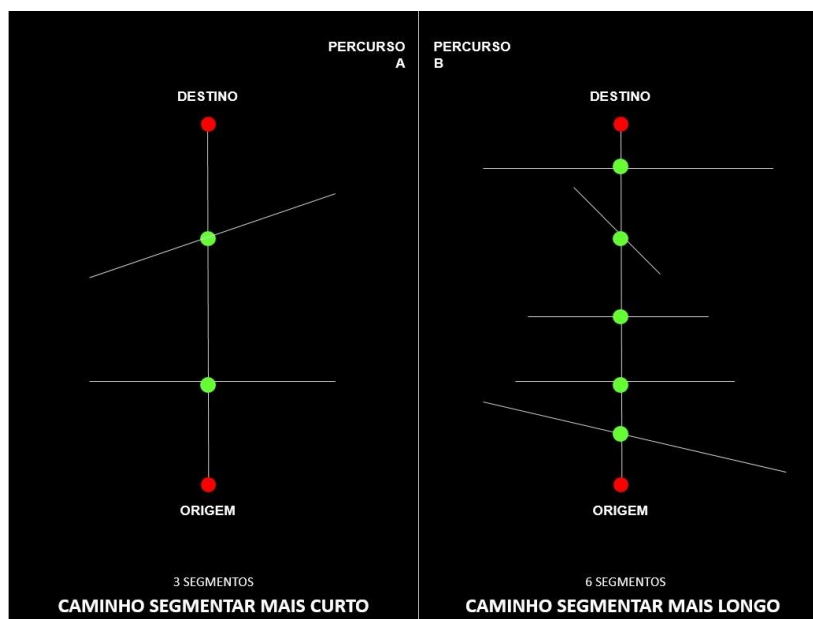 PERCURSO
A
DESTINO
ORIGEM
3 SEGMENTOS
CAMINHO SEGMENTAR MAIS CURTO
PERCURSO
B
DESTINO
ORIGEM
6 SEGMENTOS
CAMINHO SEGMENTAR MAIS LONGO